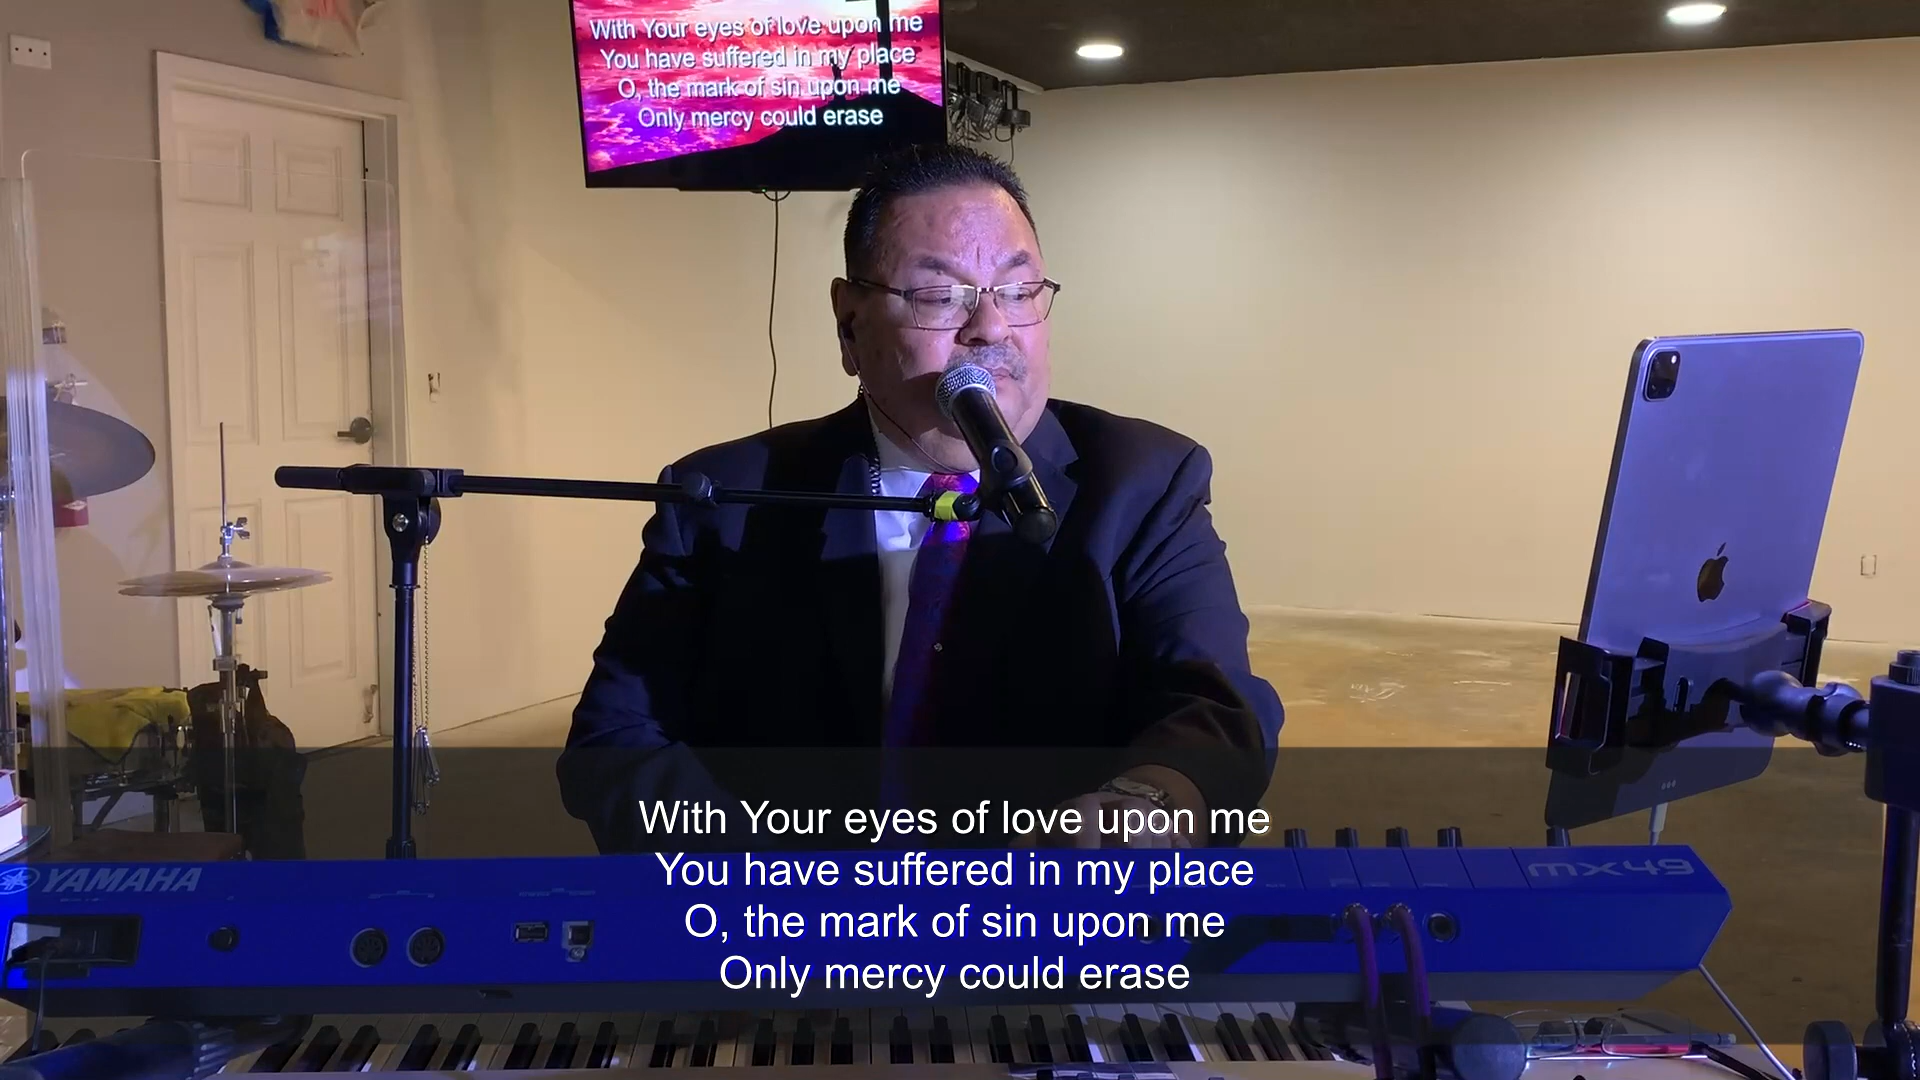 With Your eyes of love upon me
You have suffered in my place
O, the mark of sin upon me
Only mercy could erase
With Your eyes of love upon me
You have suffered in my place
O, the mark of sin upon me
Only mercy could erase
YAMAHA
MX49